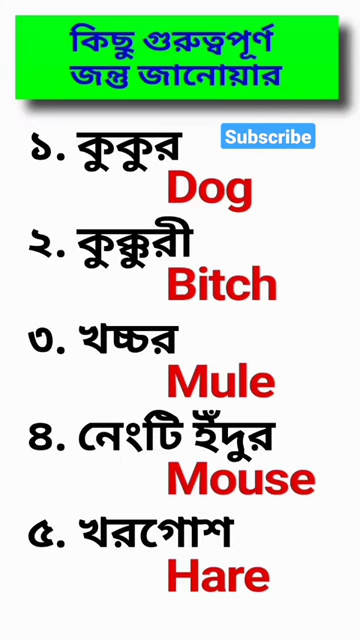 কিছু গুরুত্বপূর্ণ
জন্তু জানোয়ার
১. কুকুর
Subscribe
Dog
২. কুক্কুরী
Bitch
৩. খচ্চর
Mule
৪. নেংটি ইঁদুর
Mouse
৫. খরগোশ
Hare